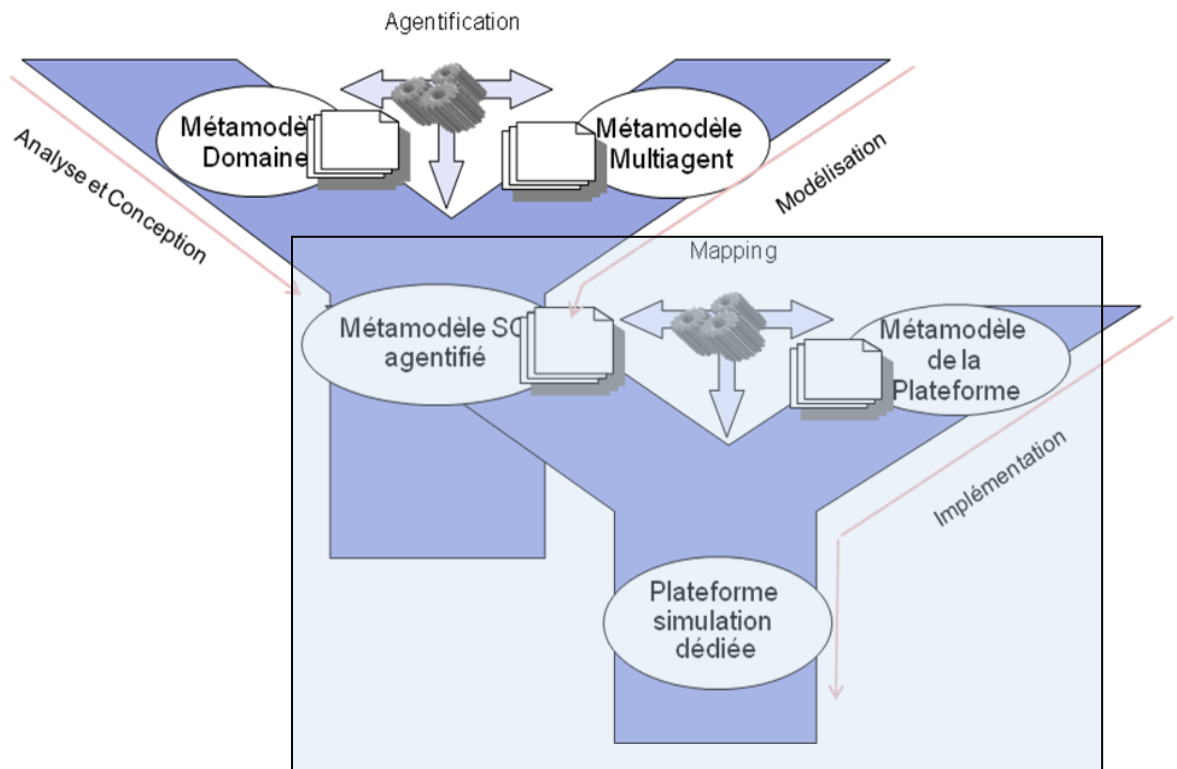 Agentification
Métamodèl
Domaine
Métamodèle
Multiagent
Analyse et Conception
Modélisation
Mapping
Métamodèle SC
agentifié
Métamodèle
de la
Plateforme
Implémentation
Plateforme
simulation
dédiée